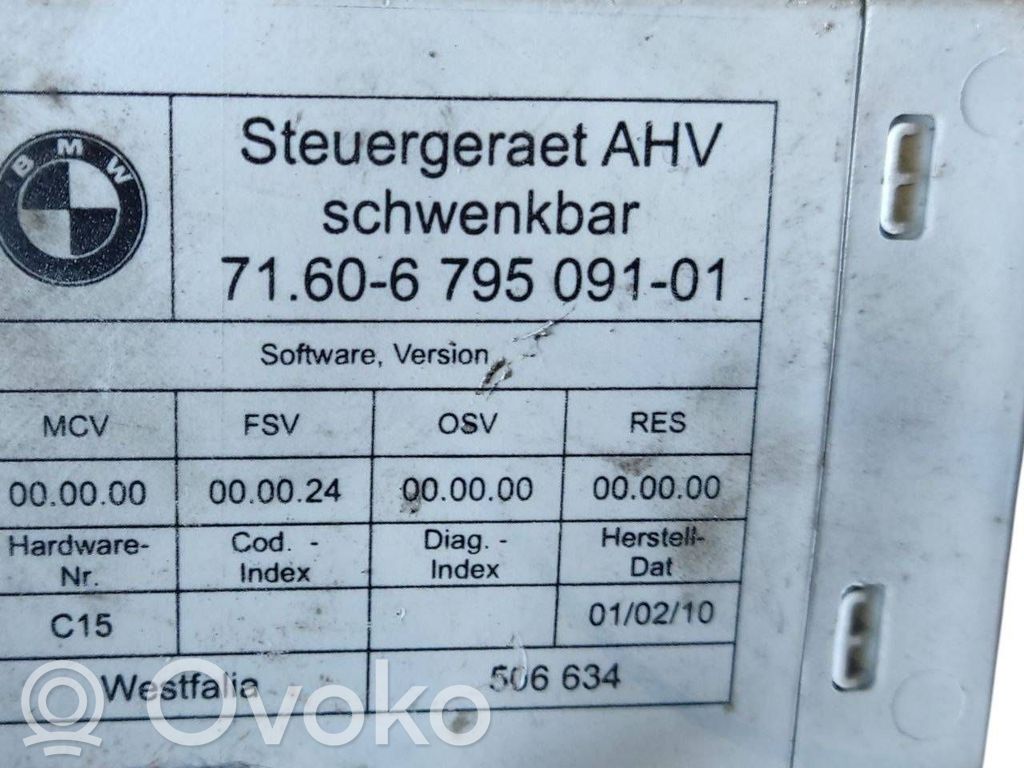 BMW
Steuergeraet AHV
schwenkbar
71.60-6 795 091-01
Software, Version
MCV FSV OSV RES
00.00.00 00.00.24 00.00.00 00.00.00
Hardware- Cod. - Diag. - Herstell-
Nr. Index Index Dat
C15 01/02/10
Westfalia 506 634
Ovoko